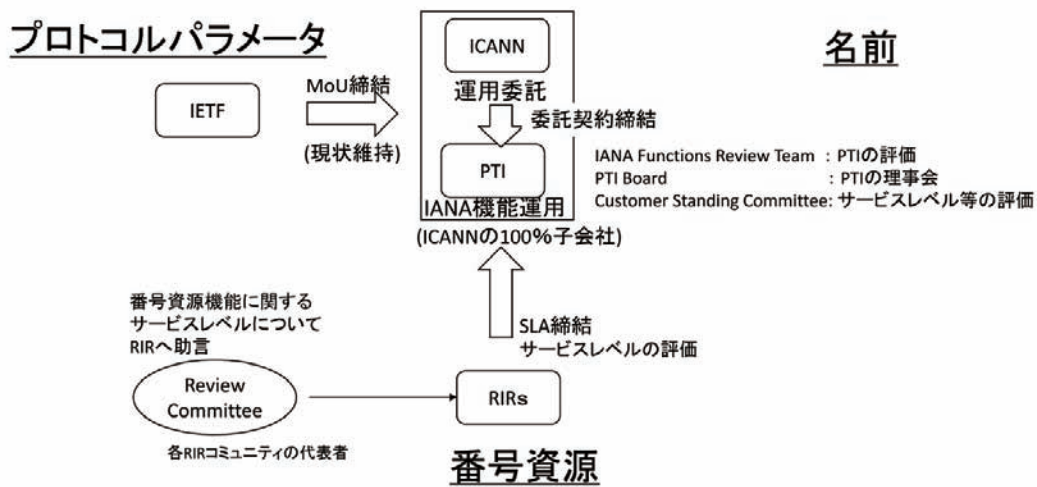 プロトコルパラメータ
名前
ICANN
運用委託
委託契約締結
PTI
IANA機能運用
(ICANNの100%子会社)
IETF
MoU締結
(現状維持)
IANA Functions Review Team : PTIの評価
PTI Board : PTIの理事会
Customer Standing Committee: サービスレベル等の評価
番号資源機能に関する
サービスレベルについて
RIRへ助言
SLA締結
サービスレベルの評価
Review
Committee
RIRs
各RIRコミュニティの代表者
番号資源